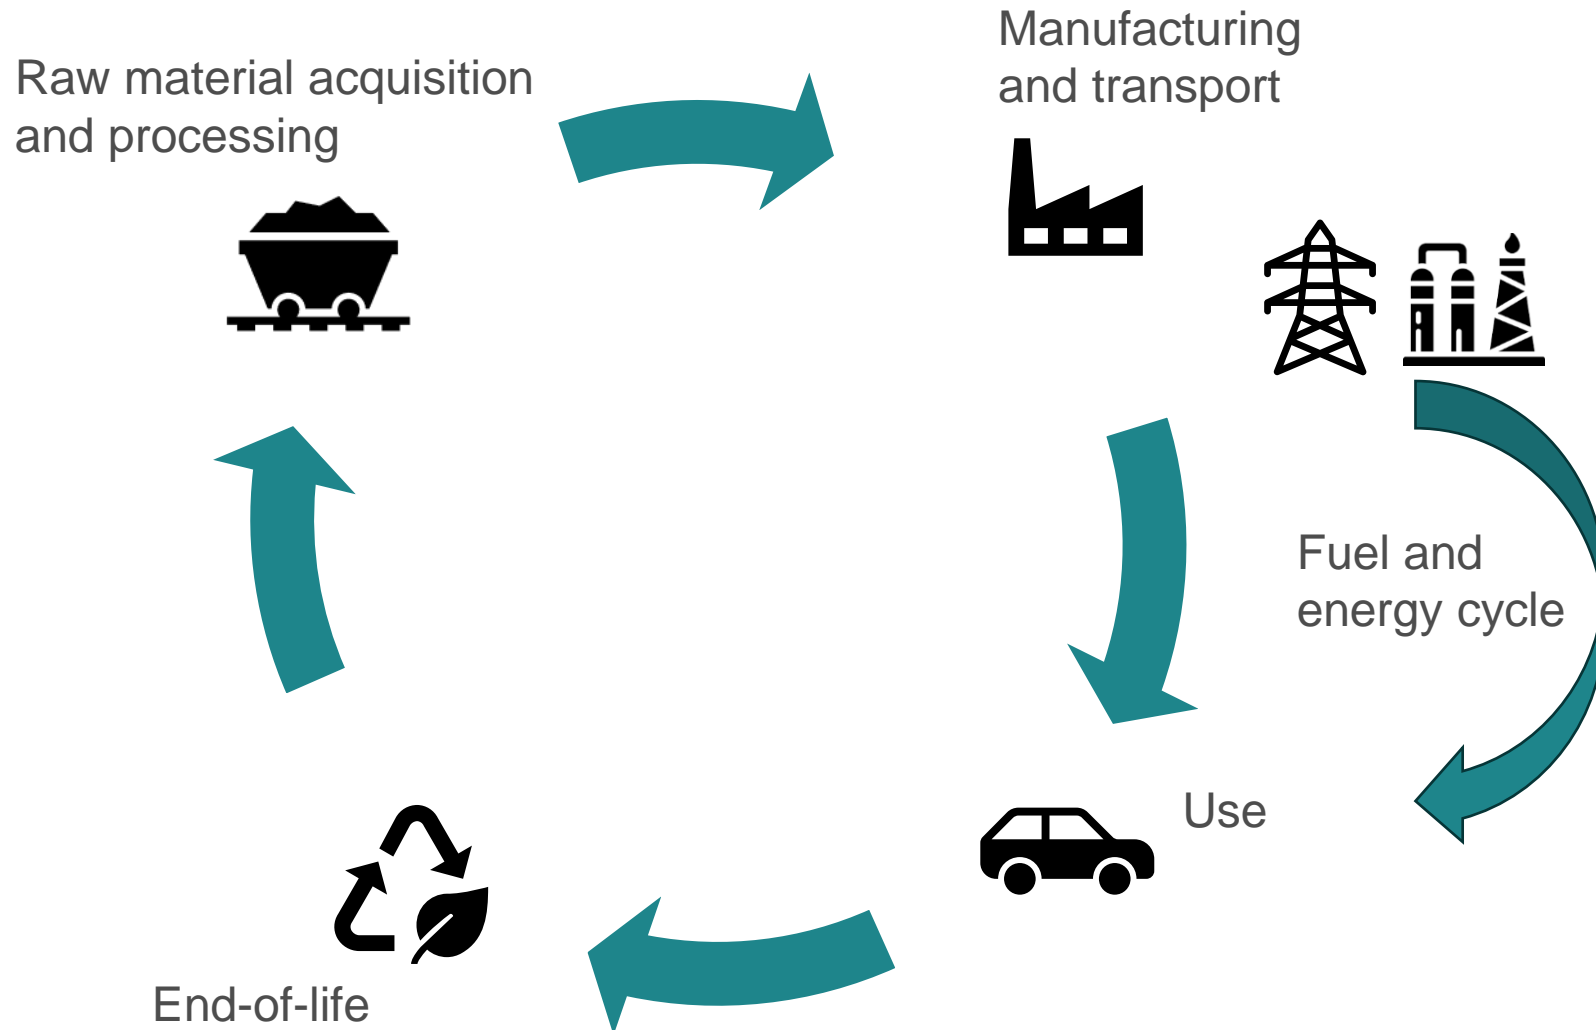 Raw material acquisition
and processing
Manufacturing
and transport
Fuel and
energy cycle
Use
End-of-life